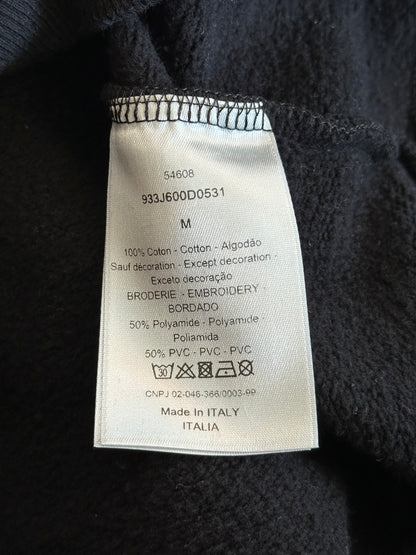 54608
933J600D0531
M
100% Coton - Cotton - Algodão
Sauf décoration - Except decoration -
Exceto decoração
BRODERIE - EMBROIDERY -
BORDADO
50% Polyamide - Polyamide -
Poliamida
50% PVC - PVC - PVC
30
CNPJ 02-046-366/0003-99
Made In ITALY
ITALIA